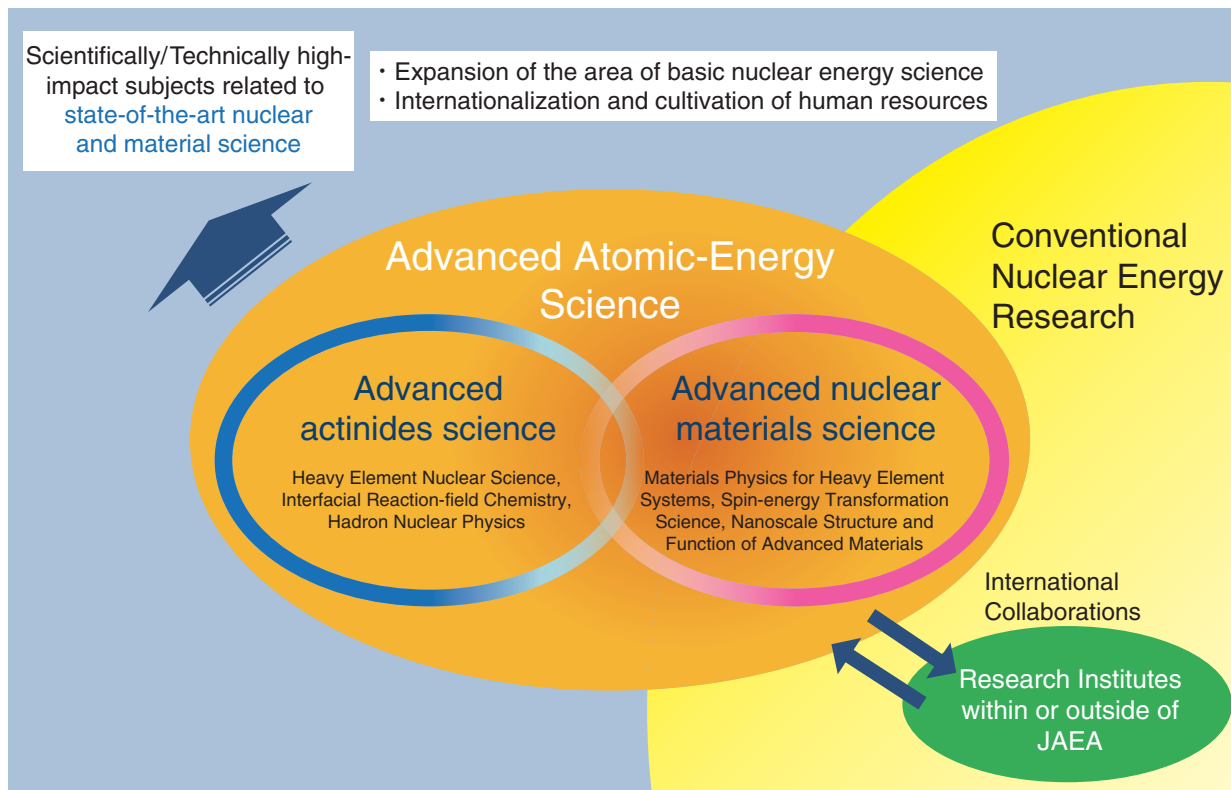 Scientifically/Technically high-
impact subjects related to
state-of-the-art nuclear
and material science
・Expansion of the area of basic nuclear energy science
・Internationalization and cultivation of human resources
Conventional
Nuclear Energy
Research
Advanced Atomic-Energy
Science
Advanced
actinides science
Heavy Element Nuclear Science,
Interfacial Reaction-field Chemistry,
Hadron Nuclear Physics
Advanced nuclear
materials science
Materials Physics for Heavy Element
Systems, Spin-energy Transformation
Science, Nanoscale Structure and
Function of Advanced Materials
International
Collaborations
Research Institutes
within or outside of
JAEA